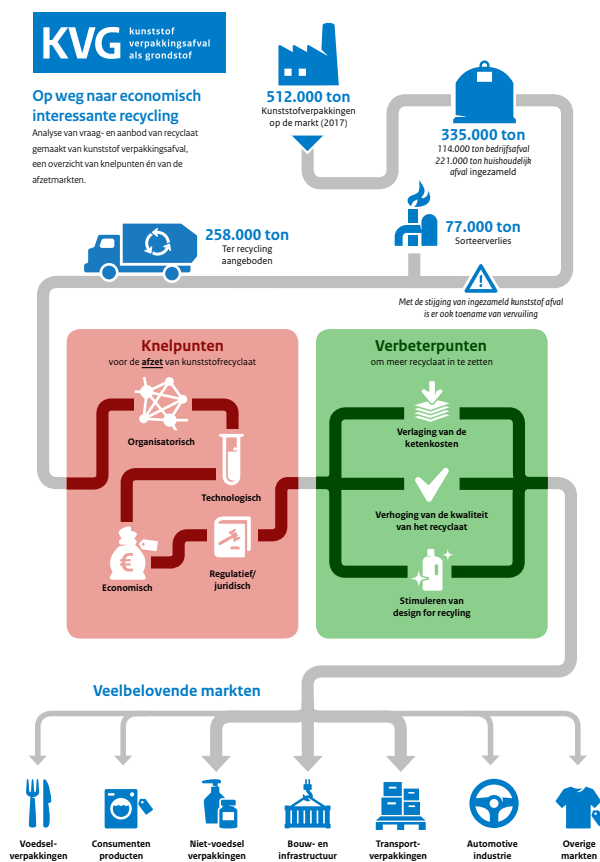 KVG
kunststof
verpakkingsafval
als grondstof
Op weg naar economisch
interessante recycling
Analyse van vraag- en aanbod van recyclaat
gemaakt van kunststof verpakkingsafval,
een overzicht van knelpunten én van de
afzetmarkten.
512.000 ton
Kunststofverpakkingen
op de markt (2017)
335.000 ton
114.000 ton bedrijfsafval
221.000 ton huishoudelijk
afval ingezameld
77.000 ton
Sorteerverlies
258.000 ton
Ter recycling
aangeboden
!
Met de stijging van ingezameld kunststof afval
is er ook toename van vervuiling
Knelpunten
voor de afzet van kunststofrecyclaat
Organisatorisch
Technologisch
€
Economisch
Regulatief/
juridisch
Verbeterpunten
om meer recyclaat in te zetten
Verlaging van de
ketenkosten
Verhoging van de kwaliteit
van het recyclaat
Stimuleren van
design for recyling
Veelbelovende markten
Voedsel-
verpakkingen
Consumenten
producten
Niet-voedsel
verpakkingen
Bouw- en
infrastructuur
Transport-
verpakkingen
Automotive
industrie
Overige
markten